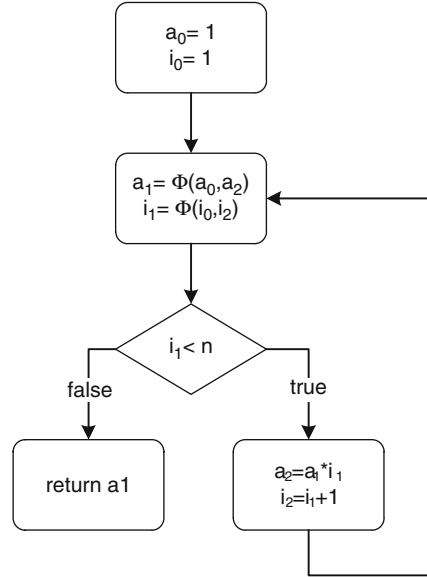 a₀= 1
i₀= 1
a₁= Φ(a₀,a₂)
i₁= Φ(i₀,i₂)
i₁< n
false
true
return a1
a₂=a₁*i₁
i₂=i₁+1